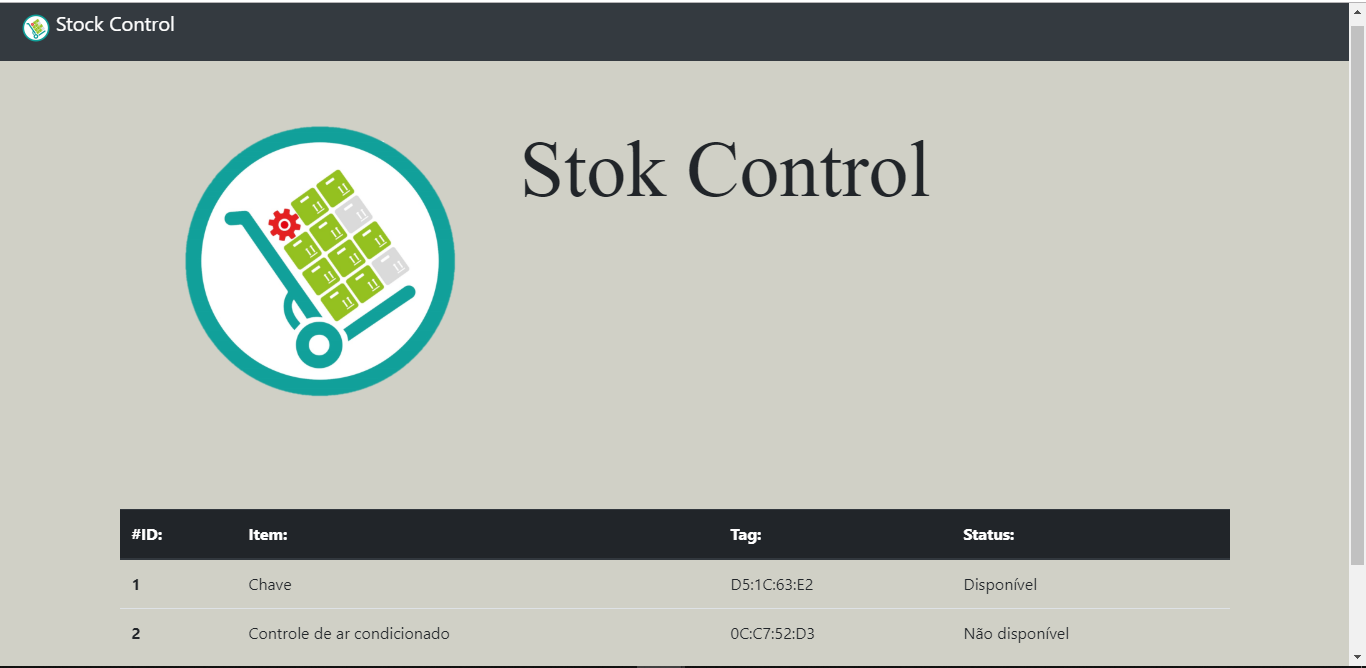 Stock Control
Stok Control
#ID: Item: Tag: Status:
1 Chave D5:1C:63:E2 Disponível
2 Controle de ar condicionado 0C:C7:52:D3 Não disponível